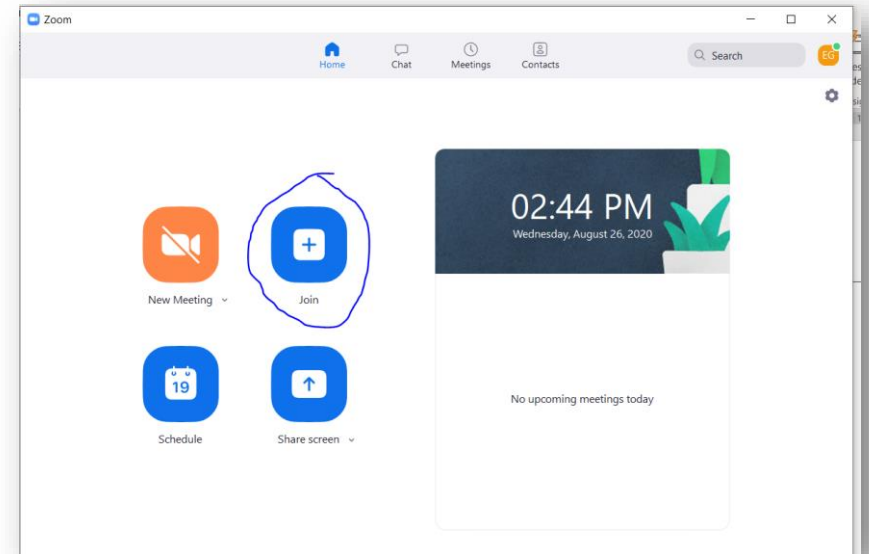 Zoom
Home
Chat
Meetings
Contacts
Search
EG
02:44 PM
Wednesday, August 26, 2020
New Meeting
Join
19
Schedule
Share screen
No upcoming meetings today